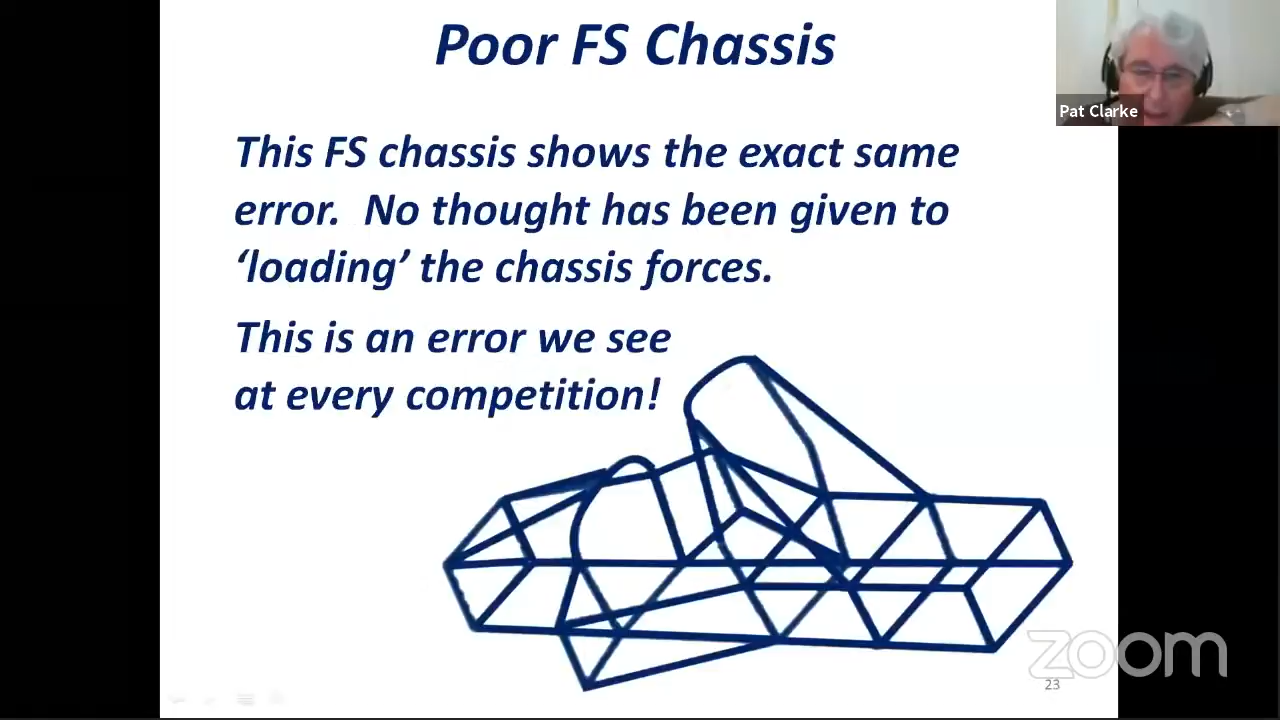 Poor FS Chassis
Pat Clarke
This FS chassis shows the exact same
error. No thought has been given to
‘loading’ the chassis forces.
This is an error we see
at every competition!
zoom
23